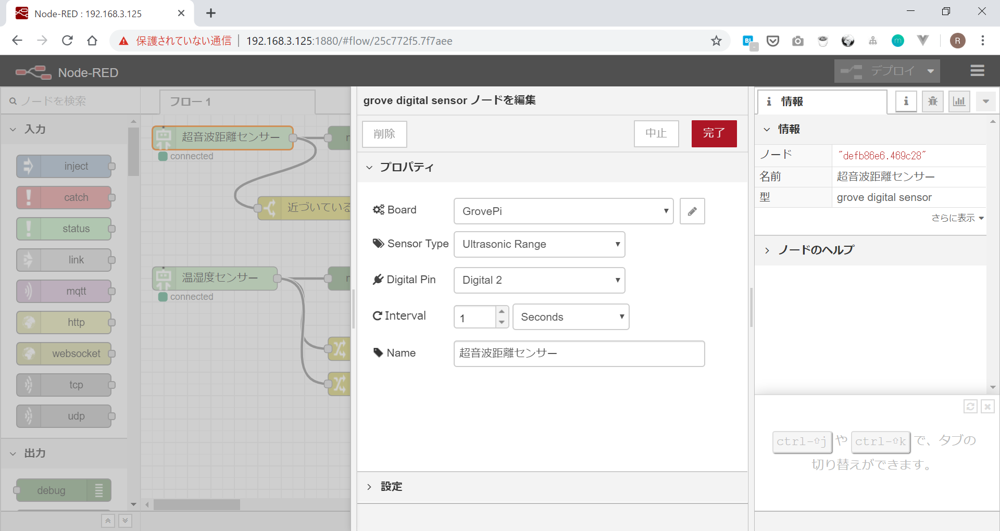 Node-RED : 192.168.3.125
保護されていない通信
192.168.3.125:1880/#flow/25c772f5.7f7aee
B!
m
R
Node-RED
デプロイ
ノードを検索
入力
inject
catch
status
link
mqtt
http
websocket
tcp
udp
出力
debug
フロー 1
超音波距離センサー
connected
近づいている
温湿度センサー
connected
grove digital sensor ノードを編集
削除
中止
完了
プロパティ
Board
GrovePi
Sensor Type
Ultrasonic Range
Digital Pin
Digital 2
Interval
1
Seconds
Name
超音波距離センサー
設定
情報
情報
ノード
"defb86e6.469c28"
名前
超音波距離センサー
型
grove digital sensor
さらに表示
ノードのヘルプ
ctrl-⇧j や ctrl-⇧k で、タブの
切り替えができます。